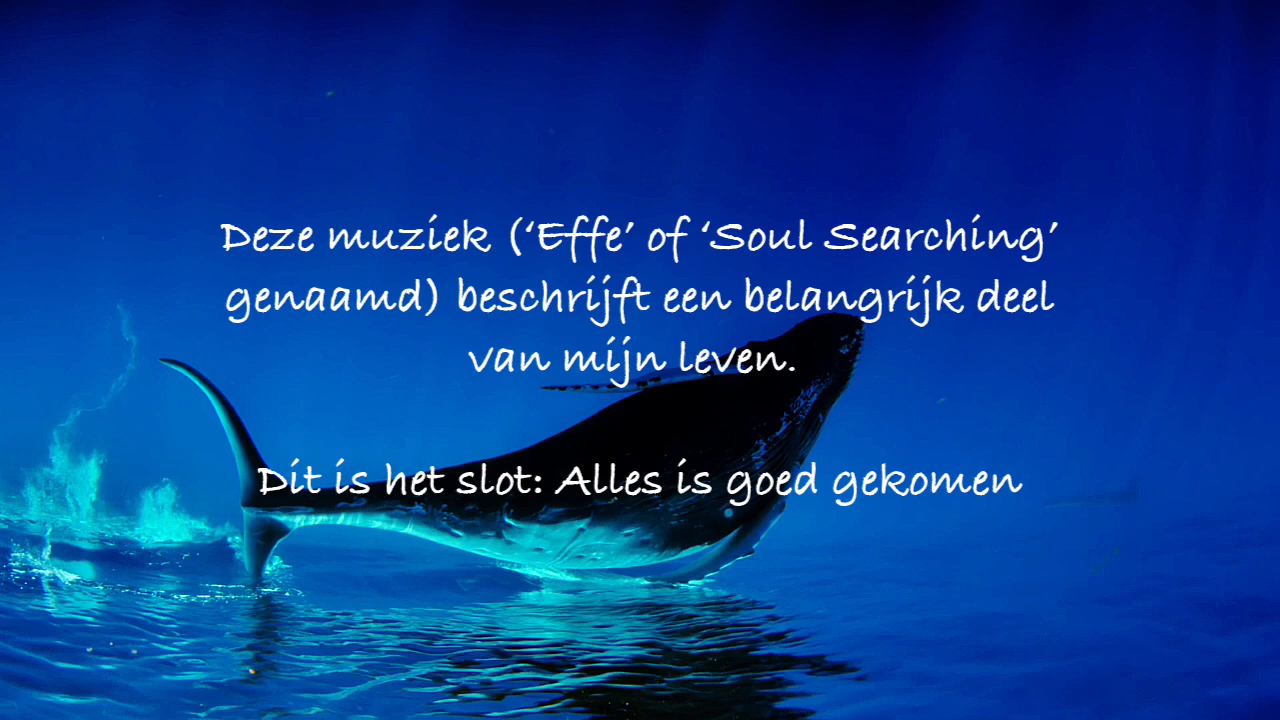 Deze muziek (‘Effe’ of ‘Soul Searching’
genaamd) beschrijft een belangrijk deel
van mijn leven.
Dit is het slot: Alles is goed gekomen